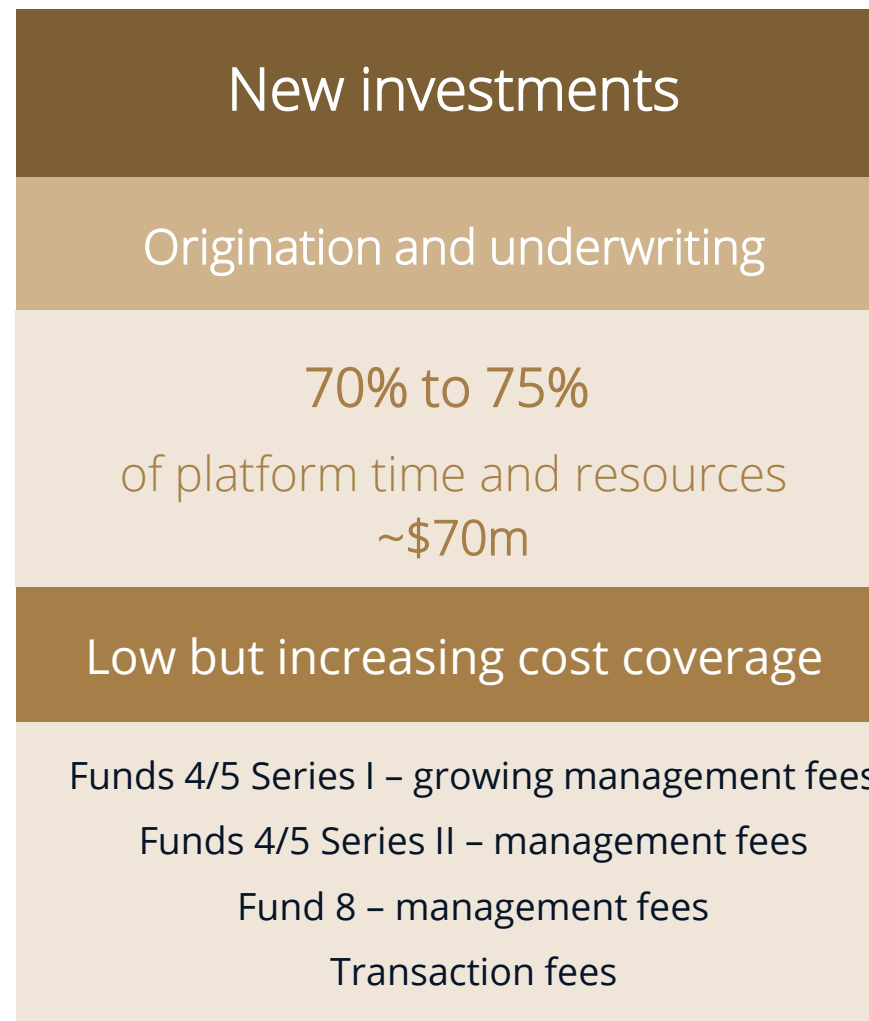 New investments
Origination and underwriting
70% to 75%
of platform time and resources
~$70m
Low but increasing cost coverage
Funds 4/5 Series I – growing management fees
Funds 4/5 Series II – management fees
Fund 8 – management fees
Transaction fees